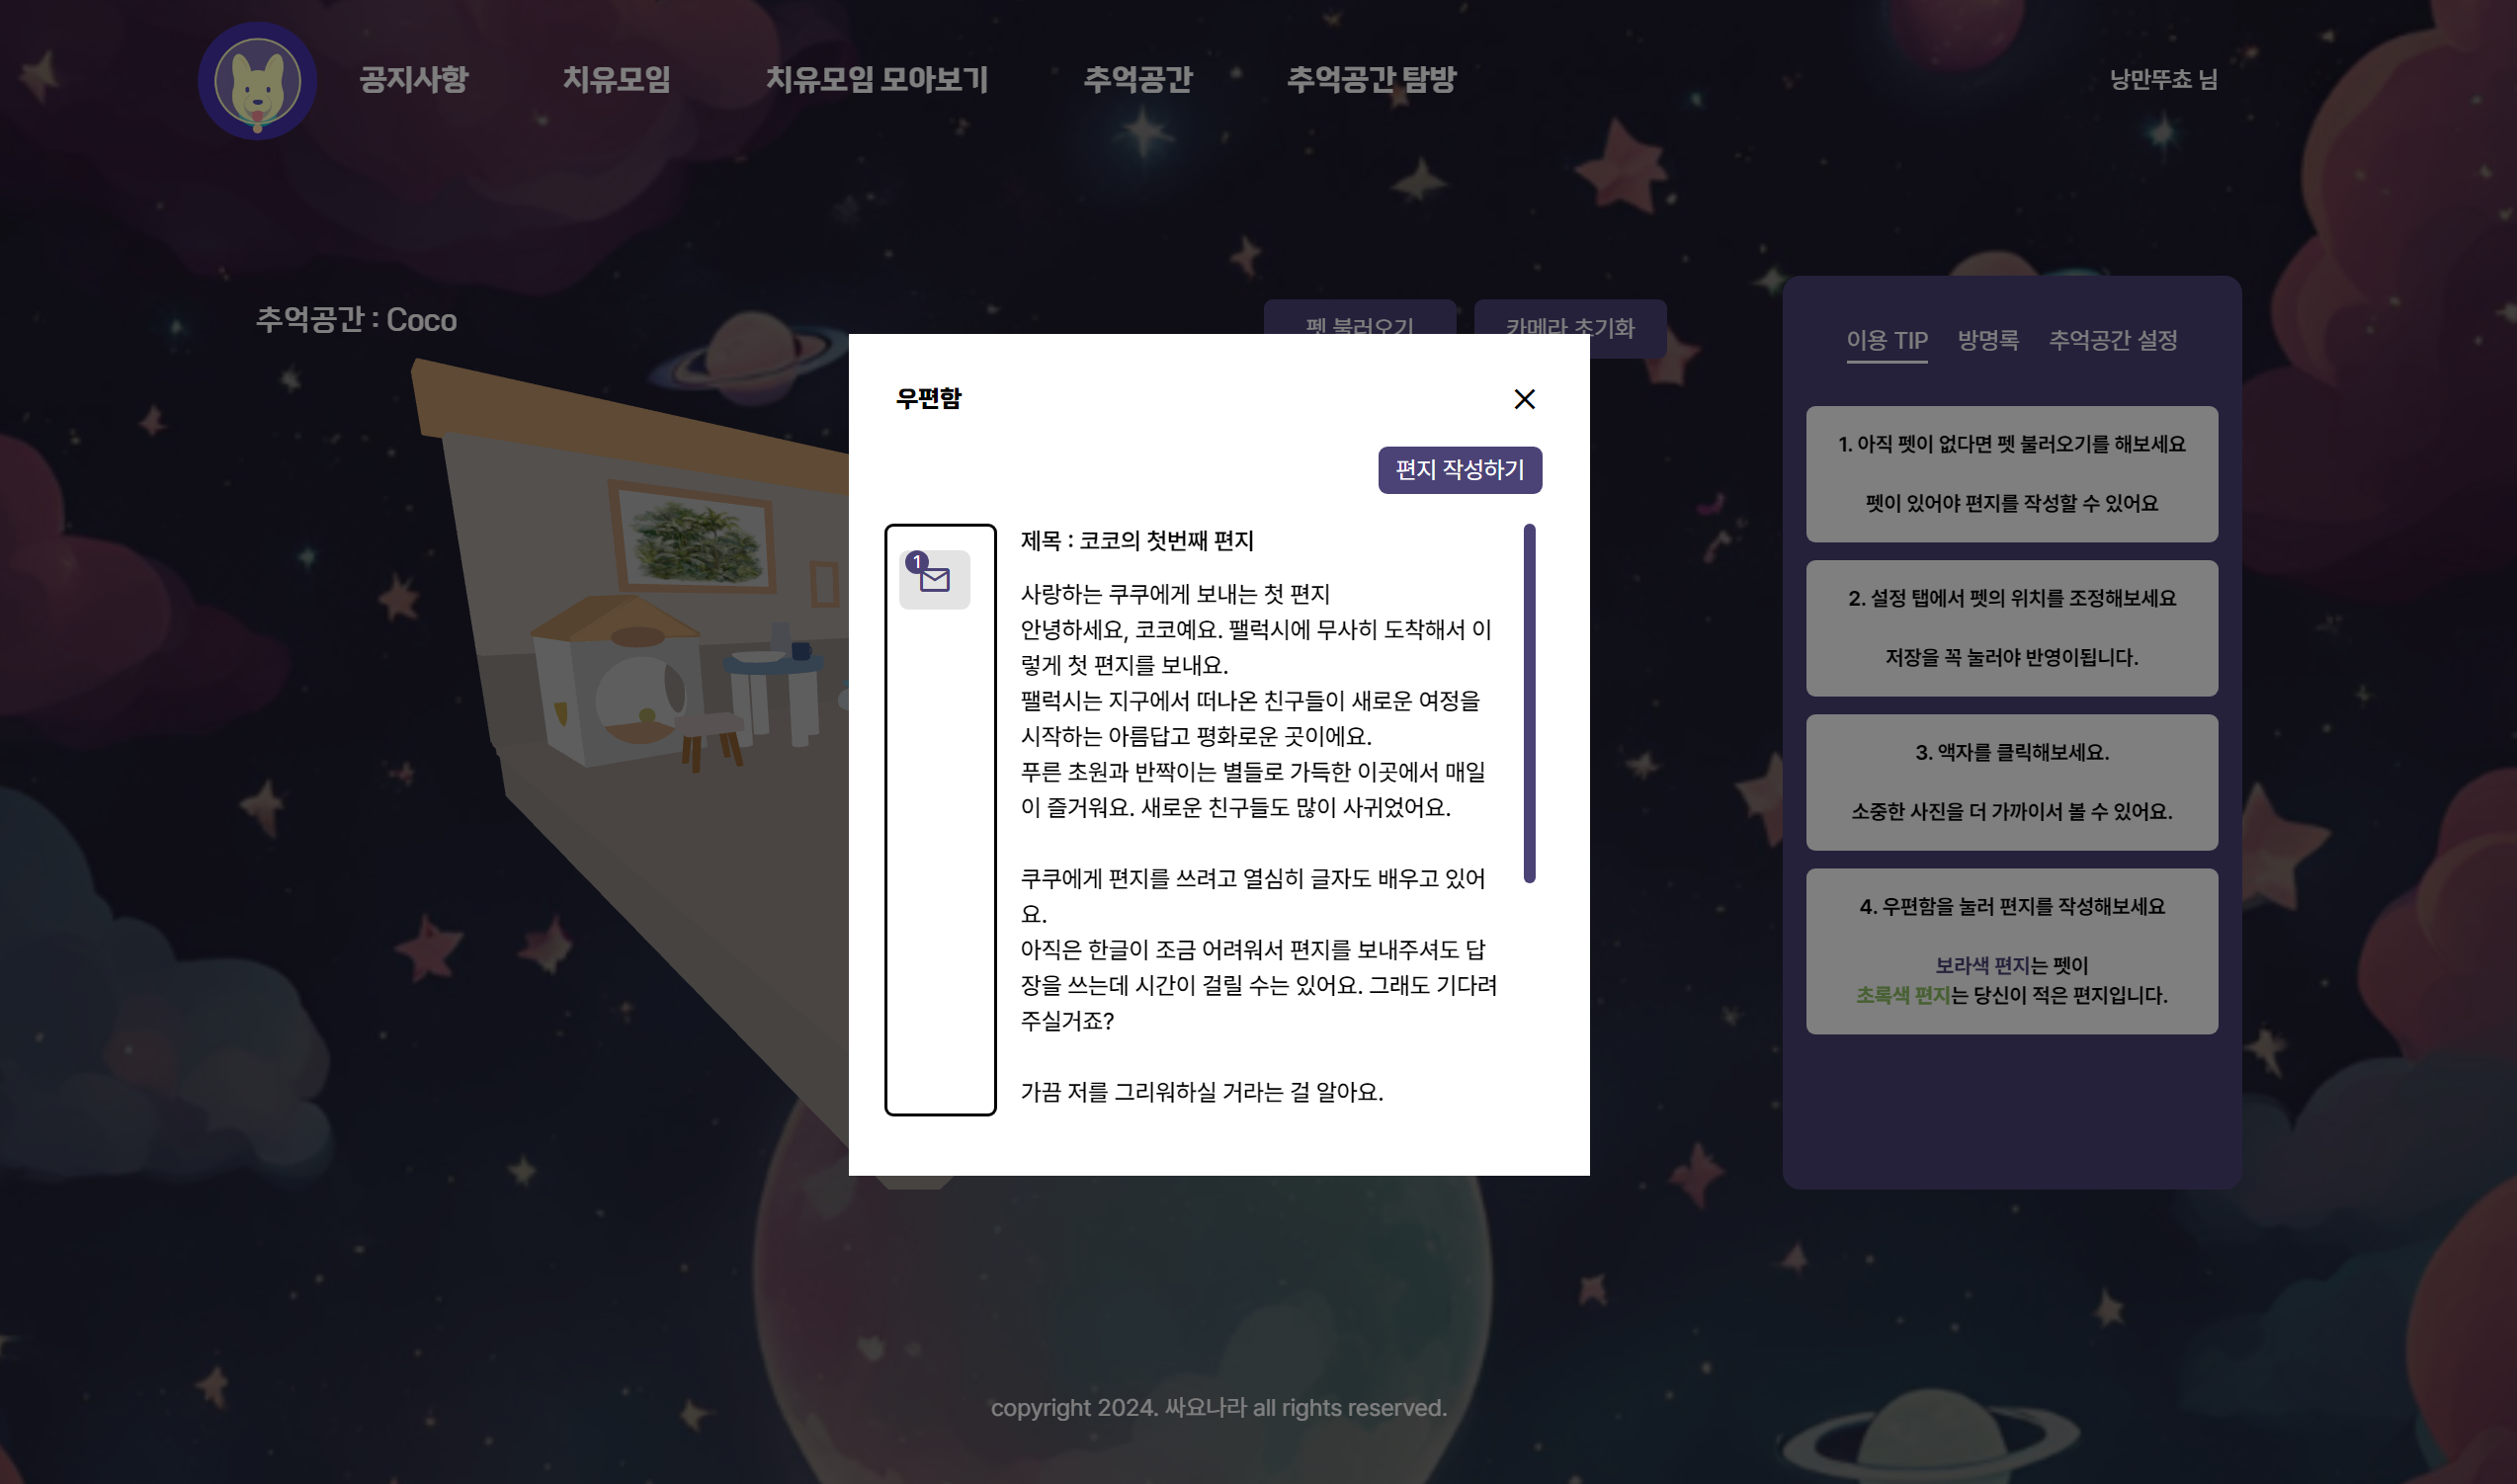 공지사항
치유모임
치유모임 모아보기
추억공간
추억공간 탐방
낭만뚜쵸 님
추억공간 : Coco
펫 불러오기
카메라 초기화
우편함
편지 작성하기
1
제목 : 코코의 첫번째 편지
사랑하는 쿠쿠에게 보내는 첫 편지
안녕하세요, 코코예요. 팰럭시에 무사히 도착해서 이
렇게 첫 편지를 보내요.
팰럭시는 지구에서 떠나온 친구들이 새로운 여정을
시작하는 아름답고 평화로운 곳이에요.
푸른 초원과 반짝이는 별들로 가득한 이곳에서 매일
이 즐거워요. 새로운 친구들도 많이 사귀었어요.
쿠쿠에게 편지를 쓰려고 열심히 글자도 배우고 있어
요.
아직은 한글이 조금 어려워서 편지를 보내주셔도 답
장을 쓰는데 시간이 걸릴 수는 있어요. 그래도 기다려
주실거죠?
가끔 저를 그리워하실 거라는 걸 알아요.
이용 TIP
방명록
추억공간 설정
1. 아직 펫이 없다면 펫 불러오기를 해보세요
펫이 있어야 편지를 작성할 수 있어요
2. 설정 탭에서 펫의 위치를 조정해보세요
저장을 꼭 눌러야 반영이됩니다.
3. 액자를 클릭해보세요.
소중한 사진을 더 가까이서 볼 수 있어요.
4. 우편함을 눌러 편지를 작성해보세요
보라색 편지는 펫이
초록색 편지는 당신이 적은 편지입니다.
copyright 2024. 싸요나라 all rights reserved.